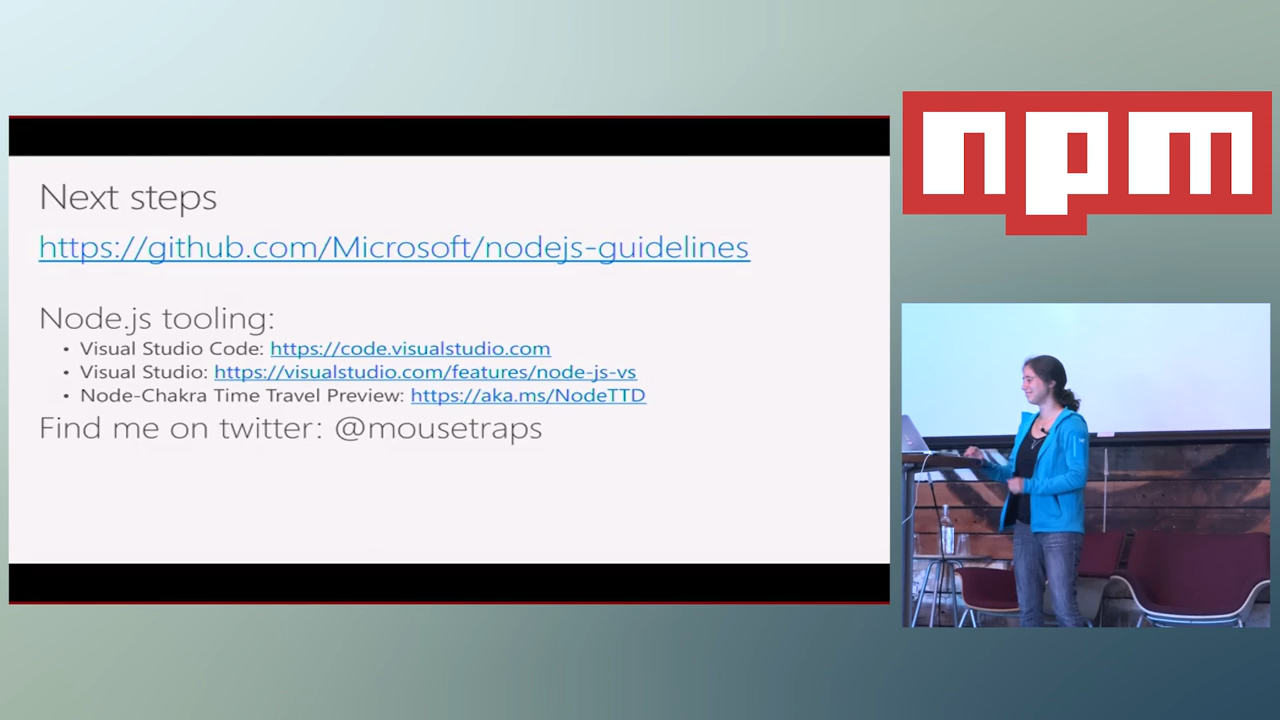 Next steps
https://github.com/Microsoft/nodejs-guidelines
Node.js tooling:
• Visual Studio Code: https://code.visualstudio.com
• Visual Studio: https://visualstudio.com/features/node-js-vs
• Node-Chakra Time Travel Preview: https://aka.ms/NodeTTD
Find me on twitter: @mousetraps
npm